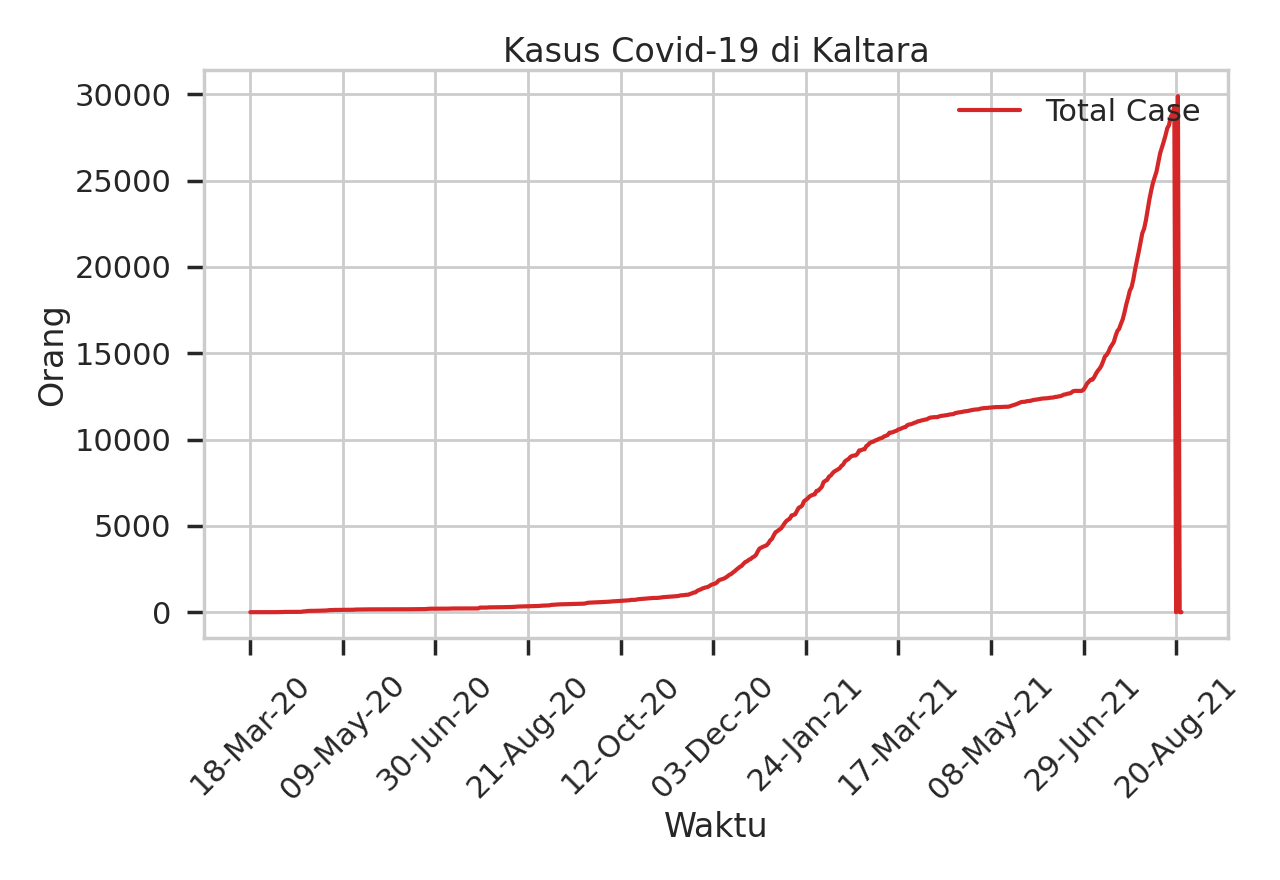 Kasus Covid-19 di Kaltara
Total Case
30000
25000
20000
15000
10000
5000
0
Orang
18-Mar-20
09-May-20
30-Jun-20
21-Aug-20
12-Oct-20
03-Dec-20
24-Jan-21
17-Mar-21
08-May-21
29-Jun-21
20-Aug-21
Waktu